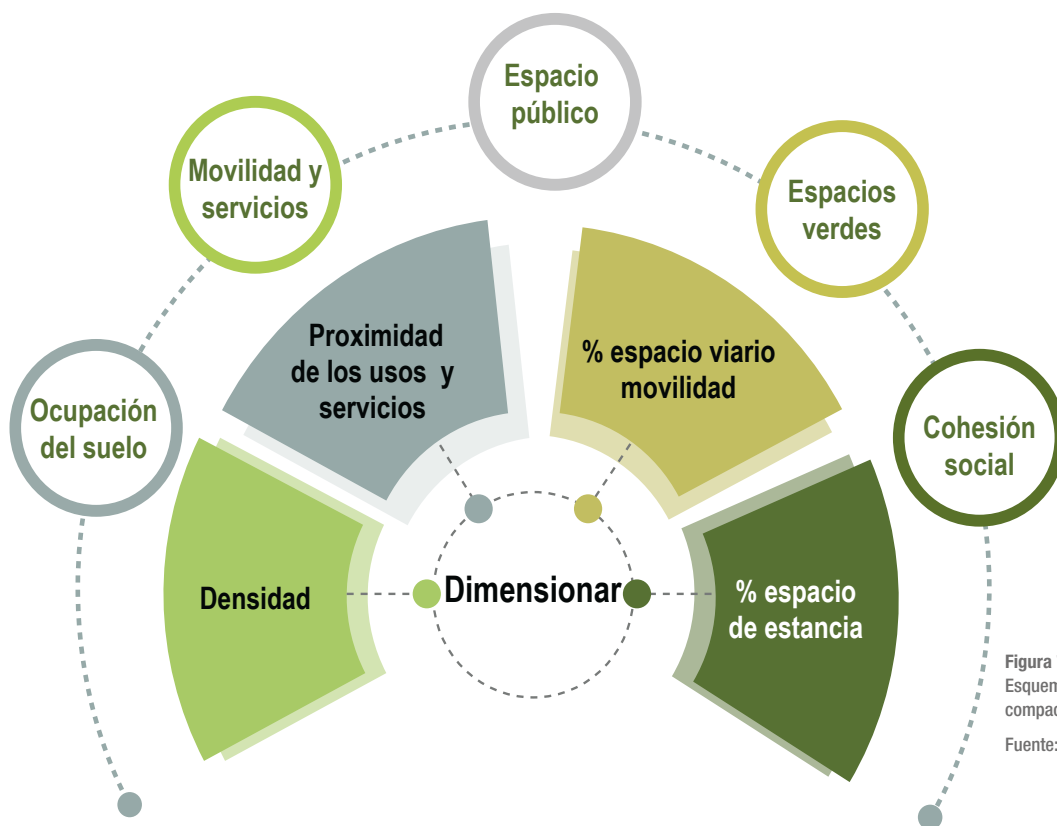 Espacio
público
Movilidad y
servicios
Espacios
verdes
Ocupación
del suelo
Cohesión
social
Proximidad
de los usos y
servicios
% espacio viario
movilidad
Densidad
Dimensionar
% espacio
de estancia
Figura
Esquem
compac
Fuente: